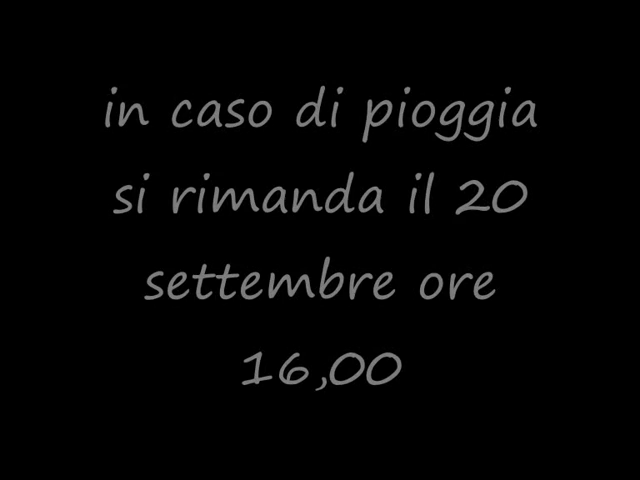 in caso di pioggia
si rimanda il 20
settembre ore
16,00